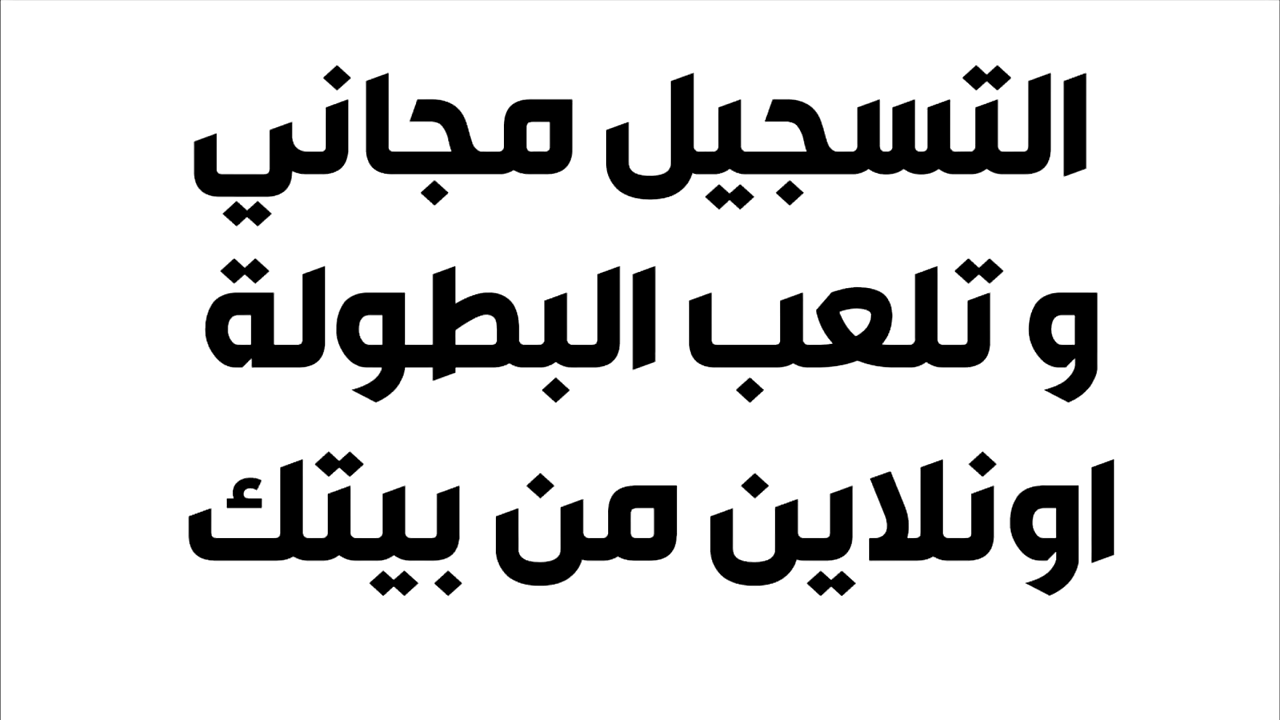 التسجيل مجاني
و تلعب البطولة
اونلاين من بيتك